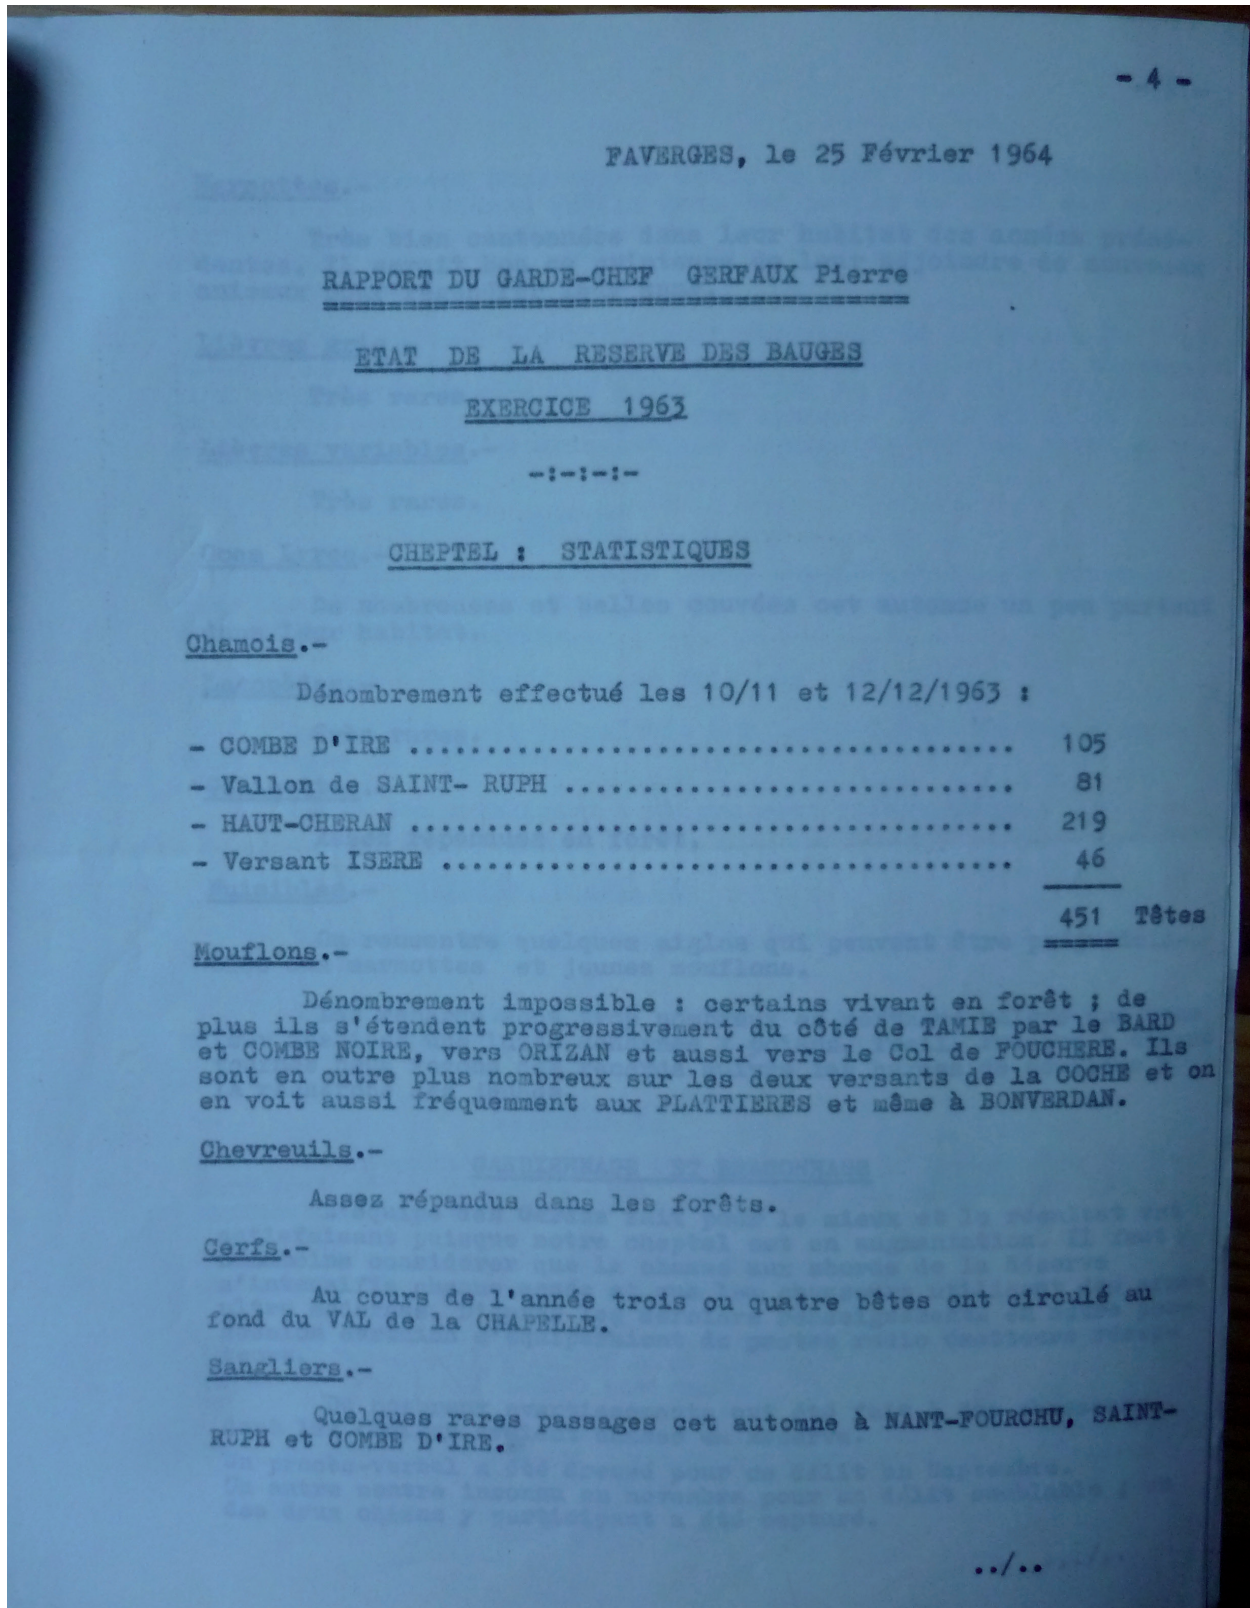 - 4 -
FAVERGES, le 25 Février 1964
RAPPORT DU GARDE-CHEF GERFAUX Pierre
ETAT DE LA RESERVE DES BAUGES
EXERCICE 1963
-:-:-:-
CHEPTEL : STATISTIQUES
Chamois.-
Dénombrement effectué les 10/11 et 12/12/1963 :
- COMBE D'IRE ....................................... 105
- Vallon de SAINT- RUPH ............................. 81
- HAUT-CHERAN ....................................... 219
- Versant ISERE ..................................... 46
451 Têtes
Mouflons.-
Dénombrement impossible : certains vivant en forêt ; de
plus ils s'étendent progressivement du côté de TAMIE par le BARD
et COMBE NOIRE, vers ORIZAN et aussi vers le Col de FOUCHERE. Ils
sont en outre plus nombreux sur les deux versants de la COCHE et on
en voit aussi fréquemment aux PLATTIERES et même à BONVERDAN.
Chevreuils.-
Assez répandus dans les forêts.
Cerfs.-
Au cours de l'année trois ou quatre bêtes ont circulé au
fond du VAL de la CHAPELLE.
Sangliers.-
Quelques rares passages cet automne à NANT-FOURCHU, SAINT-
RUPH et COMBE D'IRE.
../..